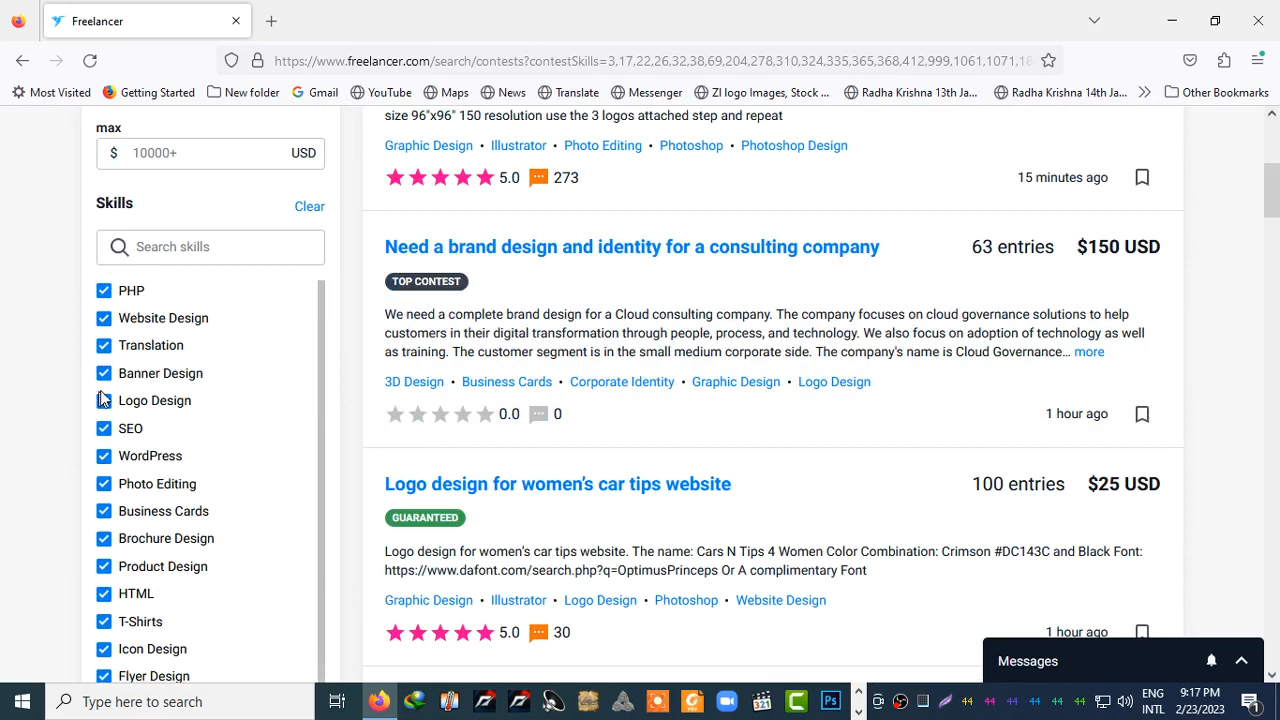 Freelancer
https://www.freelancer.com/search/contests?contestSkills=3,17,22,26,32,38,69,204,278,310,324,335,365,368,412,999,1061,1071,18
Most Visited Getting Started New folder Gmail YouTube Maps News Translate Messenger ZI logo Images, Stock ... Radha Krishna 13th Ja... Radha Krishna 14th Ja... Other Bookmarks
max
$ 10000+ USD
Skills
Clear
Search skills
PHP
Website Design
Translation
Banner Design
Logo Design
SEO
WordPress
Photo Editing
Business Cards
Brochure Design
Product Design
HTML
T-Shirts
Icon Design
Flyer Design
size 96"x96" 150 resolution use the 3 logos attached step and repeat
Graphic Design • Illustrator • Photo Editing • Photoshop • Photoshop Design
5.0 273 15 minutes ago
Need a brand design and identity for a consulting company 63 entries $150 USD
TOP CONTEST
We need a complete brand design for a Cloud consulting company. The company focuses on cloud governance solutions to help
customers in their digital transformation through people, process, and technology. We also focus on adoption of technology as well
as training. The customer segment is in the small medium corporate side. The company's name is Cloud Governance... more
3D Design • Business Cards • Corporate Identity • Graphic Design • Logo Design
0.0 0 1 hour ago
Logo design for women's car tips website 100 entries $25 USD
GUARANTEED
Logo design for women's car tips website. The name: Cars N Tips 4 Women Color Combination: Crimson #DC143C and Black Font:
https://www.dafont.com/search.php?q=OptimusPrinceps Or A complimentary Font
Graphic Design • Illustrator • Logo Design • Photoshop • Website Design
5.0 30 1 hour ago
Messages
Type here to search
321
Ps
44 44 44 44 44 44
ENG
INTL
9:17 PM
2/23/2023
1